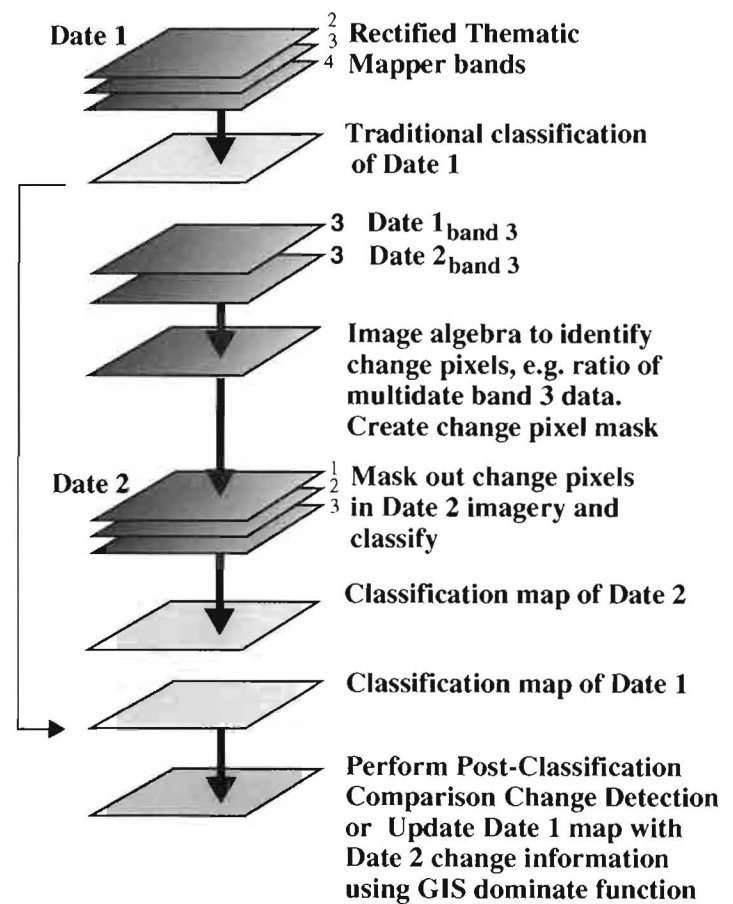 Date 1
2
3
4
Rectified Thematic
Mapper bands
Traditional classification
of Date 1
3 Date 1band 3
3 Date 2band 3
Image algebra to identify
change pixels, e.g. ratio of
multidate band 3 data.
Create change pixel mask
Date 2
1
2
3
Mask out change pixels
in Date 2 imagery and
classify
Classification map of Date 2
Classification map of Date 1
Perform Post-Classification
Comparison Change Detection
or Update Date 1 map with
Date 2 change information
using GIS dominate function